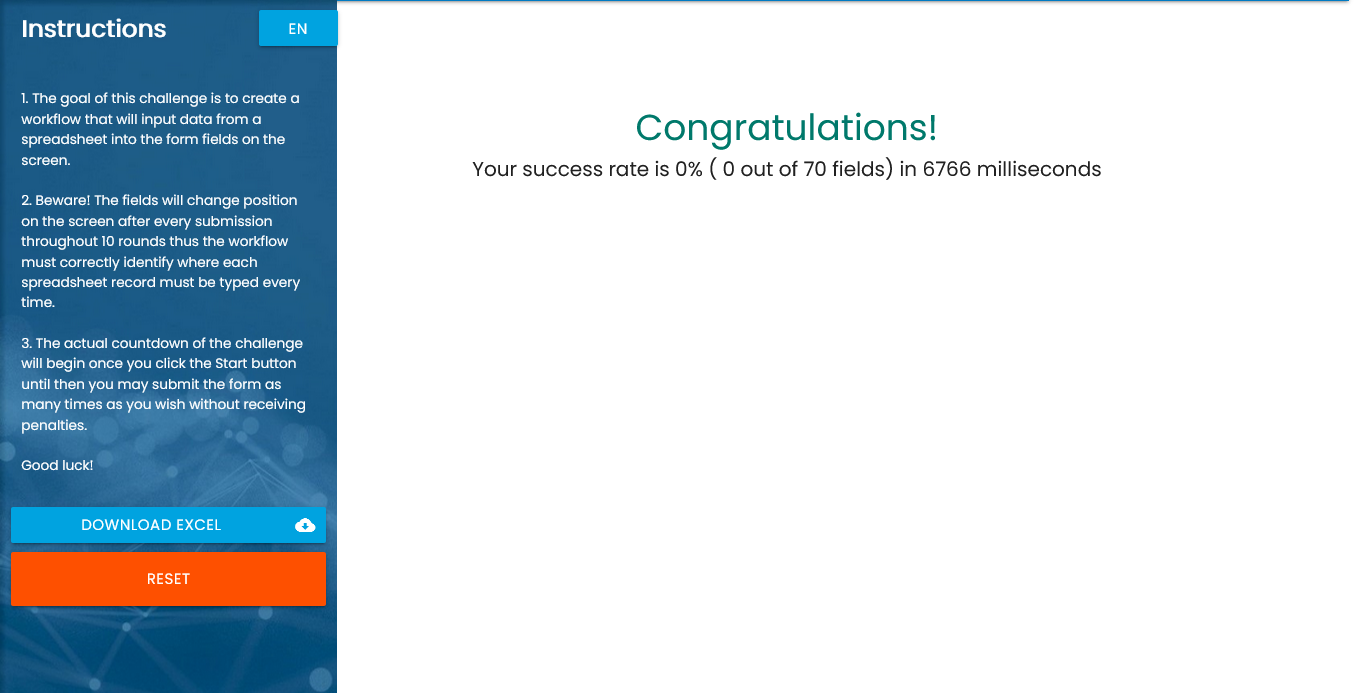 Instructions
EN
1. The goal of this challenge is to create a
workflow that will input data from a
spreadsheet into the form fields on the
screen.
2. Beware! The fields will change position
on the screen after every submission
throughout 10 rounds thus the workflow
must correctly identify where each
spreadsheet record must be typed every
time.
3. The actual countdown of the challenge
will begin once you click the Start button
until then you may submit the form as
many times as you wish without receiving
penalties.
Good luck!
DOWNLOAD EXCEL
RESET
Congratulations!
Your success rate is 0% ( 0 out of 70 fields) in 6766 milliseconds